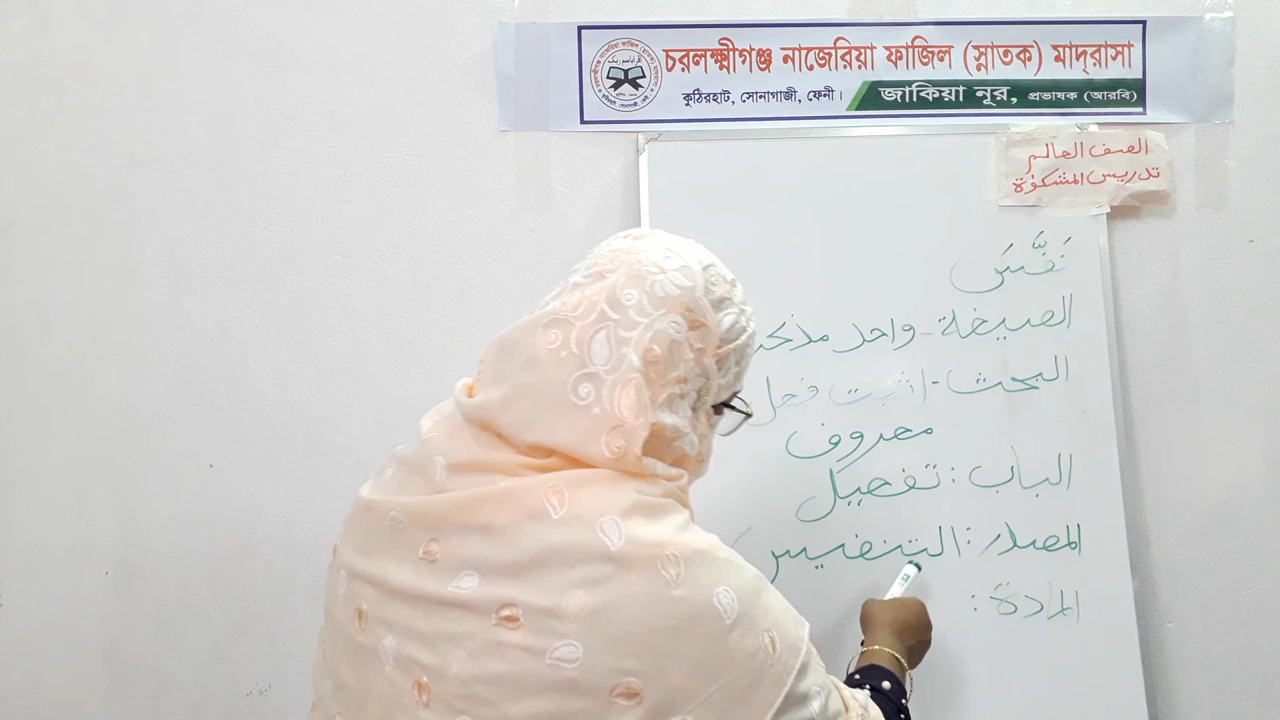 চরলক্ষ্মীগঞ্জ নাজেরিয়া ফাজিল (স্নাতক) মাদ্‌রাসা
কুঠিরহাট, সোনাগাজী, ফেনী।
জাকিয়া নূর, প্রভাষক (আরবি)
الصف العالم
تدريس المشكوٰة
نَفَّسَ
الصيغة - واحد مذكر
البحث - اثبت فعل
معروف
الباب : تفعيل
المصدر : التنفيس
المادة :